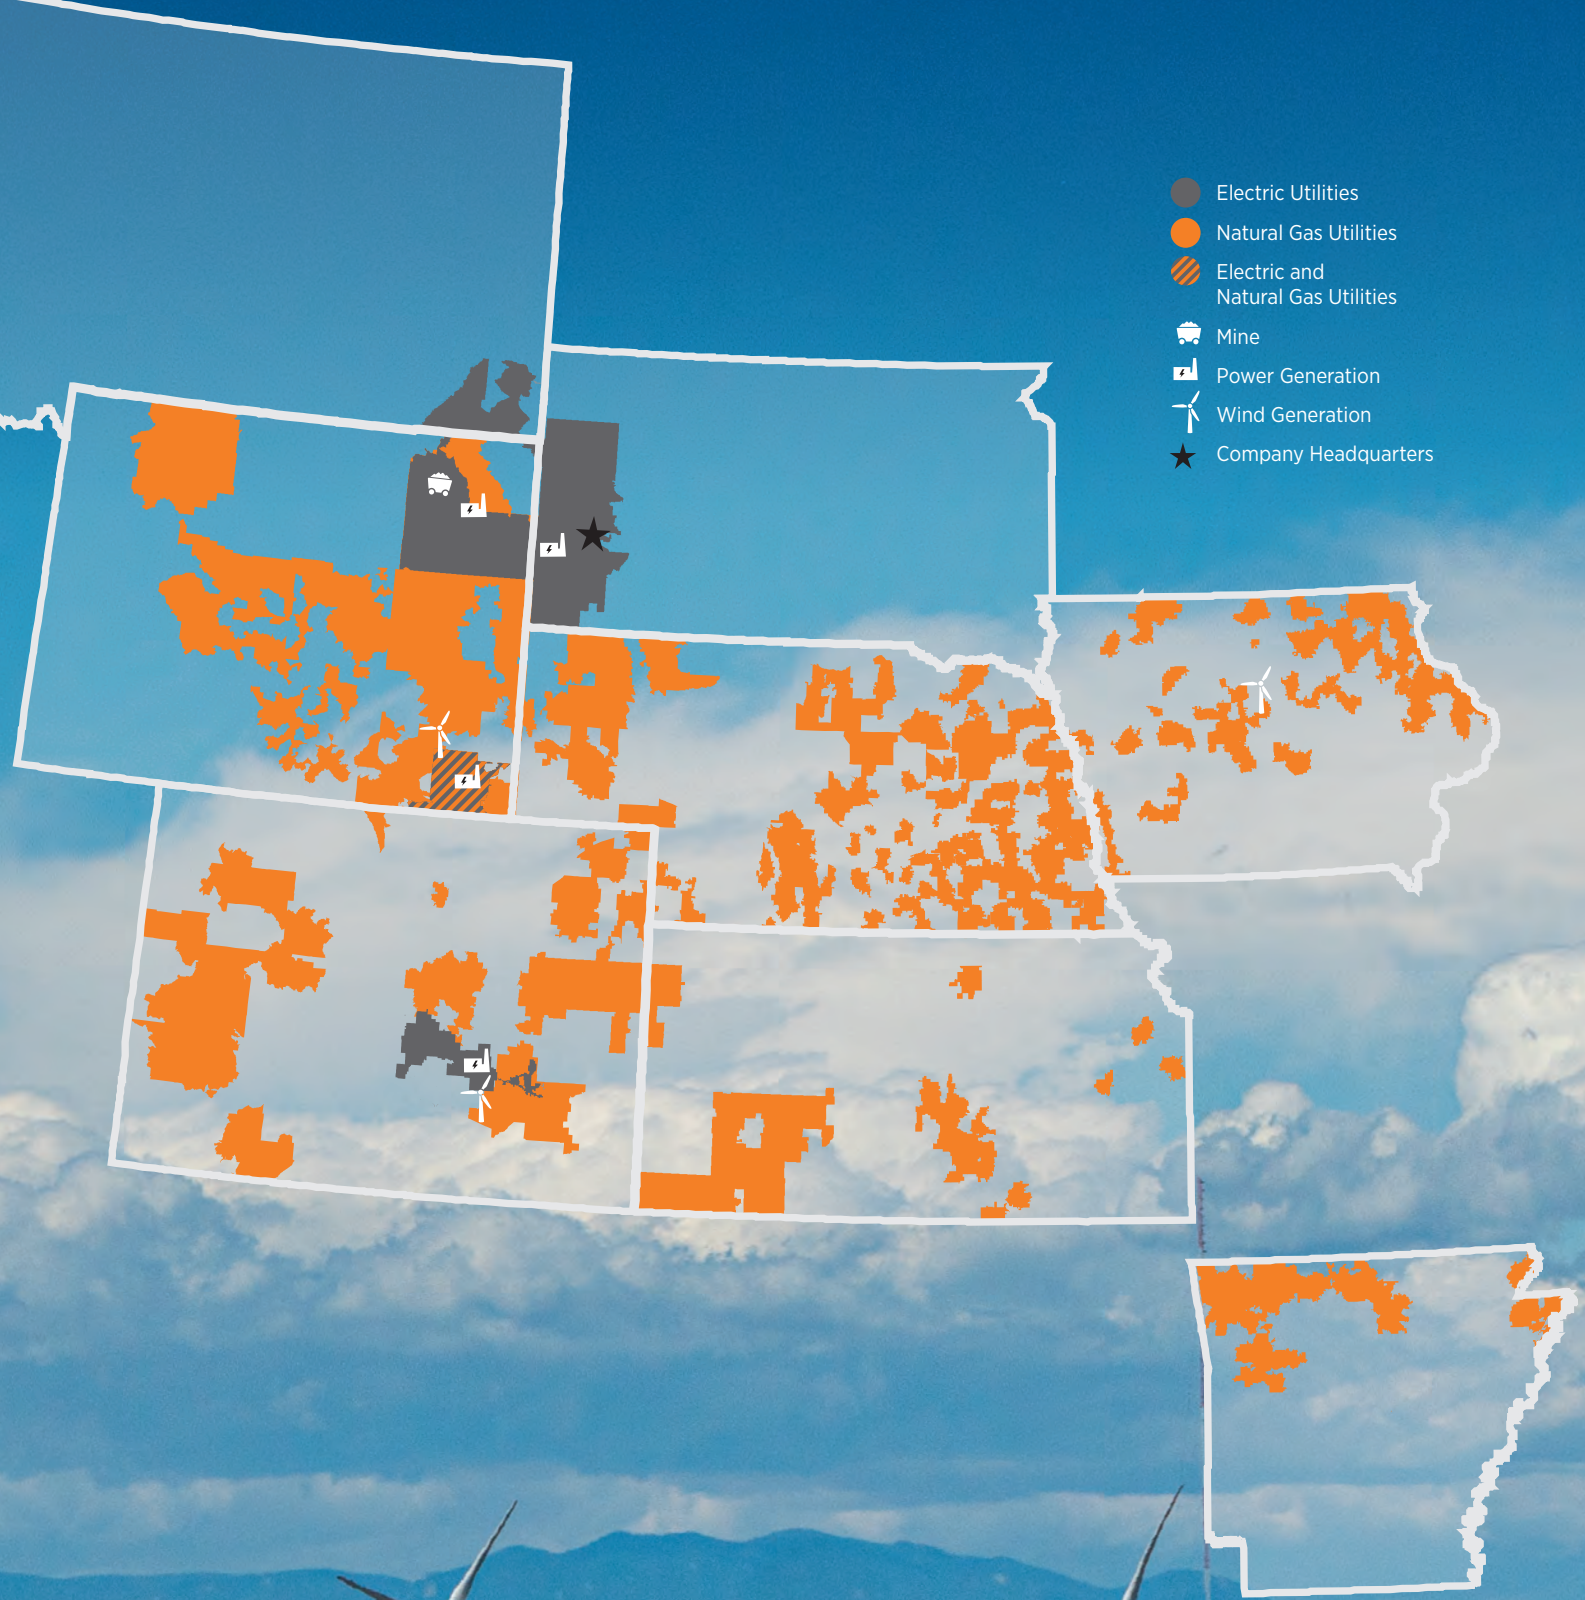 Electric Utilities
Natural Gas Utilities
Electric and
Natural Gas Utilities
Mine
Power Generation
Wind Generation
Company Headquarters